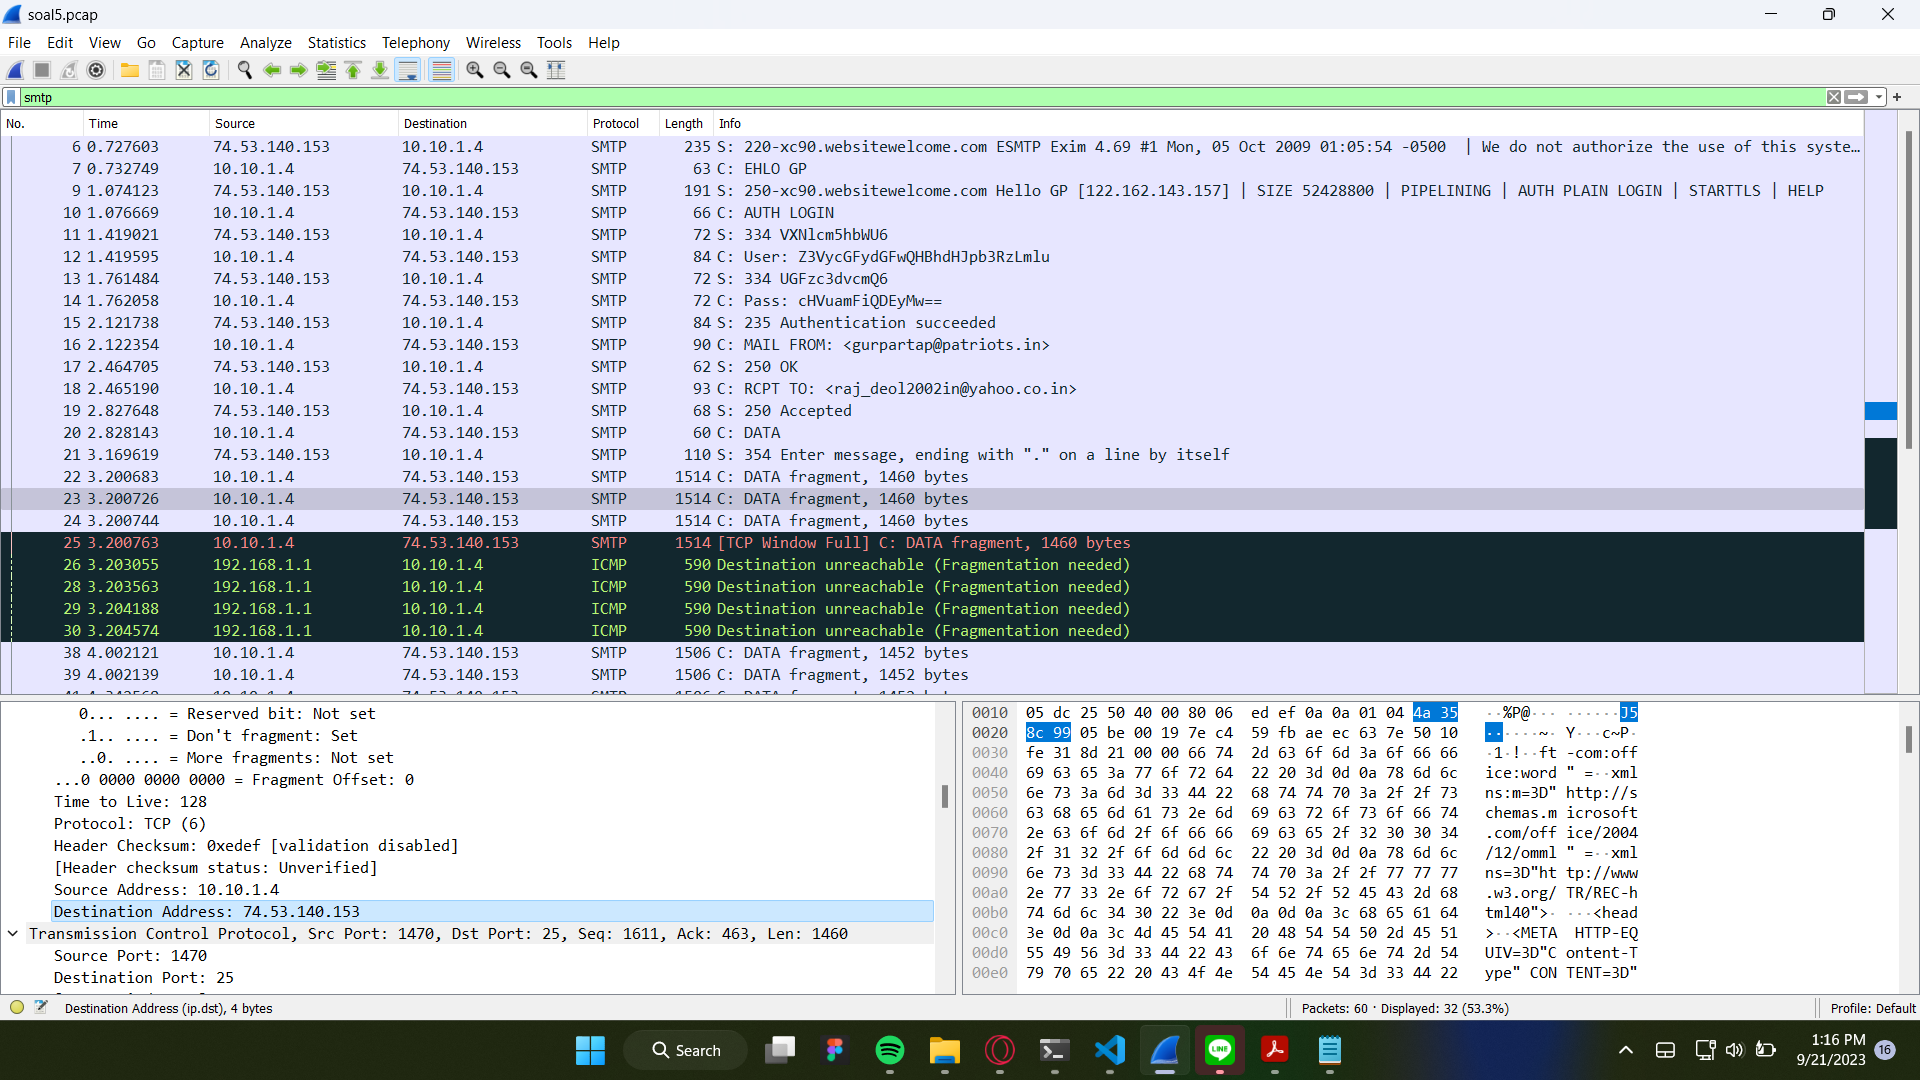 soal5.pcap
File Edit View Go Capture Analyze Statistics Telephony Wireless Tools Help
smtp
No. Time Source Destination Protocol Length Info
6 0.727603 74.53.140.153 10.10.1.4 SMTP 235 S: 220-xc90.websitewelcome.com ESMTP Exim 4.69 #1 Mon, 05 Oct 2009 01:05:54 -0500 | We do not authorize the use of this syste…
7 0.732749 10.10.1.4 74.53.140.153 SMTP 63 C: EHLO GP
9 1.074123 74.53.140.153 10.10.1.4 SMTP 191 S: 250-xc90.websitewelcome.com Hello GP [122.162.143.157] | SIZE 52428800 | PIPELINING | AUTH PLAIN LOGIN | STARTTLS | HELP
10 1.076669 10.10.1.4 74.53.140.153 SMTP 66 C: AUTH LOGIN
11 1.419021 74.53.140.153 10.10.1.4 SMTP 72 S: 334 VXNlcm5hbWU6
12 1.419595 10.10.1.4 74.53.140.153 SMTP 84 C: User: Z3VycGFydGFwQHBhdHJpb3RzLmlu
13 1.761484 74.53.140.153 10.10.1.4 SMTP 72 S: 334 UGFzc3dvcmQ6
14 1.762058 10.10.1.4 74.53.140.153 SMTP 72 C: Pass: cHVuamFiQDEyMw==
15 2.121738 74.53.140.153 10.10.1.4 SMTP 84 S: 235 Authentication succeeded
16 2.122354 10.10.1.4 74.53.140.153 SMTP 90 C: MAIL FROM: <gurpartap@patriots.in>
17 2.464705 74.53.140.153 10.10.1.4 SMTP 62 S: 250 OK
18 2.465190 10.10.1.4 74.53.140.153 SMTP 93 C: RCPT TO: <raj_deol2002in@yahoo.co.in>
19 2.827648 74.53.140.153 10.10.1.4 SMTP 68 S: 250 Accepted
20 2.828143 10.10.1.4 74.53.140.153 SMTP 60 C: DATA
21 3.169619 74.53.140.153 10.10.1.4 SMTP 110 S: 354 Enter message, ending with "." on a line by itself
22 3.200683 10.10.1.4 74.53.140.153 SMTP 1514 C: DATA fragment, 1460 bytes
23 3.200726 10.10.1.4 74.53.140.153 SMTP 1514 C: DATA fragment, 1460 bytes
24 3.200744 10.10.1.4 74.53.140.153 SMTP 1514 C: DATA fragment, 1460 bytes
25 3.200763 10.10.1.4 74.53.140.153 SMTP 1514 [TCP Window Full] C: DATA fragment, 1460 bytes
26 3.203055 192.168.1.1 10.10.1.4 ICMP 590 Destination unreachable (Fragmentation needed)
28 3.203563 192.168.1.1 10.10.1.4 ICMP 590 Destination unreachable (Fragmentation needed)
29 3.204188 192.168.1.1 10.10.1.4 ICMP 590 Destination unreachable (Fragmentation needed)
30 3.204574 192.168.1.1 10.10.1.4 ICMP 590 Destination unreachable (Fragmentation needed)
38 4.002121 10.10.1.4 74.53.140.153 SMTP 1506 C: DATA fragment, 1452 bytes
39 4.002139 10.10.1.4 74.53.140.153 SMTP 1506 C: DATA fragment, 1452 bytes
0... .... = Reserved bit: Not set
.1.. .... = Don't fragment: Set
..0. .... = More fragments: Not set
...0 0000 0000 0000 = Fragment Offset: 0
Time to Live: 128
Protocol: TCP (6)
Header Checksum: 0xedef [validation disabled]
[Header checksum status: Unverified]
Source Address: 10.10.1.4
Destination Address: 74.53.140.153
Transmission Control Protocol, Src Port: 1470, Dst Port: 25, Seq: 1611, Ack: 463, Len: 1460
Source Port: 1470
Destination Port: 25
0010 05 dc 25 50 40 00 80 06 ed ef 0a 0a 01 04 4a 35 ··%P@··· ······J5
0020 8c 99 05 be 00 19 7e c4 59 fb ae ec 63 7e 50 10 ······~· Y···c~P·
0030 fe 31 8d 21 00 00 66 74 2d 63 6f 6d 3a 6f 66 66 ·1·!··ft -com:off
0040 69 63 65 3a 77 6f 72 64 22 20 3d 0d 0a 78 6d 6c ice:word " =··xml
0050 6e 73 3a 6d 3d 33 44 22 68 74 74 70 3a 2f 2f 73 ns:m=3D" http://s
0060 63 68 65 6d 61 73 2e 6d 69 63 72 6f 73 6f 66 74 chemas.m icrosoft
0070 2e 63 6f 6d 2f 6f 66 66 69 63 65 2f 32 30 30 34 .com/off ice/2004
0080 2f 31 32 2f 6f 6d 6d 6c 22 20 3d 0d 0a 78 6d 6c /12/omml " =··xml
0090 6e 73 3d 33 44 22 68 74 74 70 3a 2f 2f 77 77 77 ns=3D"ht tp://www
00a0 2e 77 33 2e 6f 72 67 2f 54 52 2f 52 45 43 2d 68 .w3.org/ TR/REC-h
00b0 74 6d 6c 34 30 22 3e 0d 0a 0d 0a 3c 68 65 61 64 tml40">· ···<head
00c0 3e 0d 0a 3c 4d 45 54 41 20 48 54 54 50 2d 45 51 >··<META HTTP-EQ
00d0 55 49 56 3d 33 44 22 43 6f 6e 74 65 6e 74 2d 54 UIV=3D"C ontent-T
00e0 79 70 65 22 20 43 4f 4e 54 45 4e 54 3d 33 44 22 ype" CON TENT=3D"
Destination Address (ip.dst), 4 bytes
Packets: 60 · Displayed: 32 (53.3%)
Profile: Default
Search
LINE
1:16 PM
9/21/2023
16